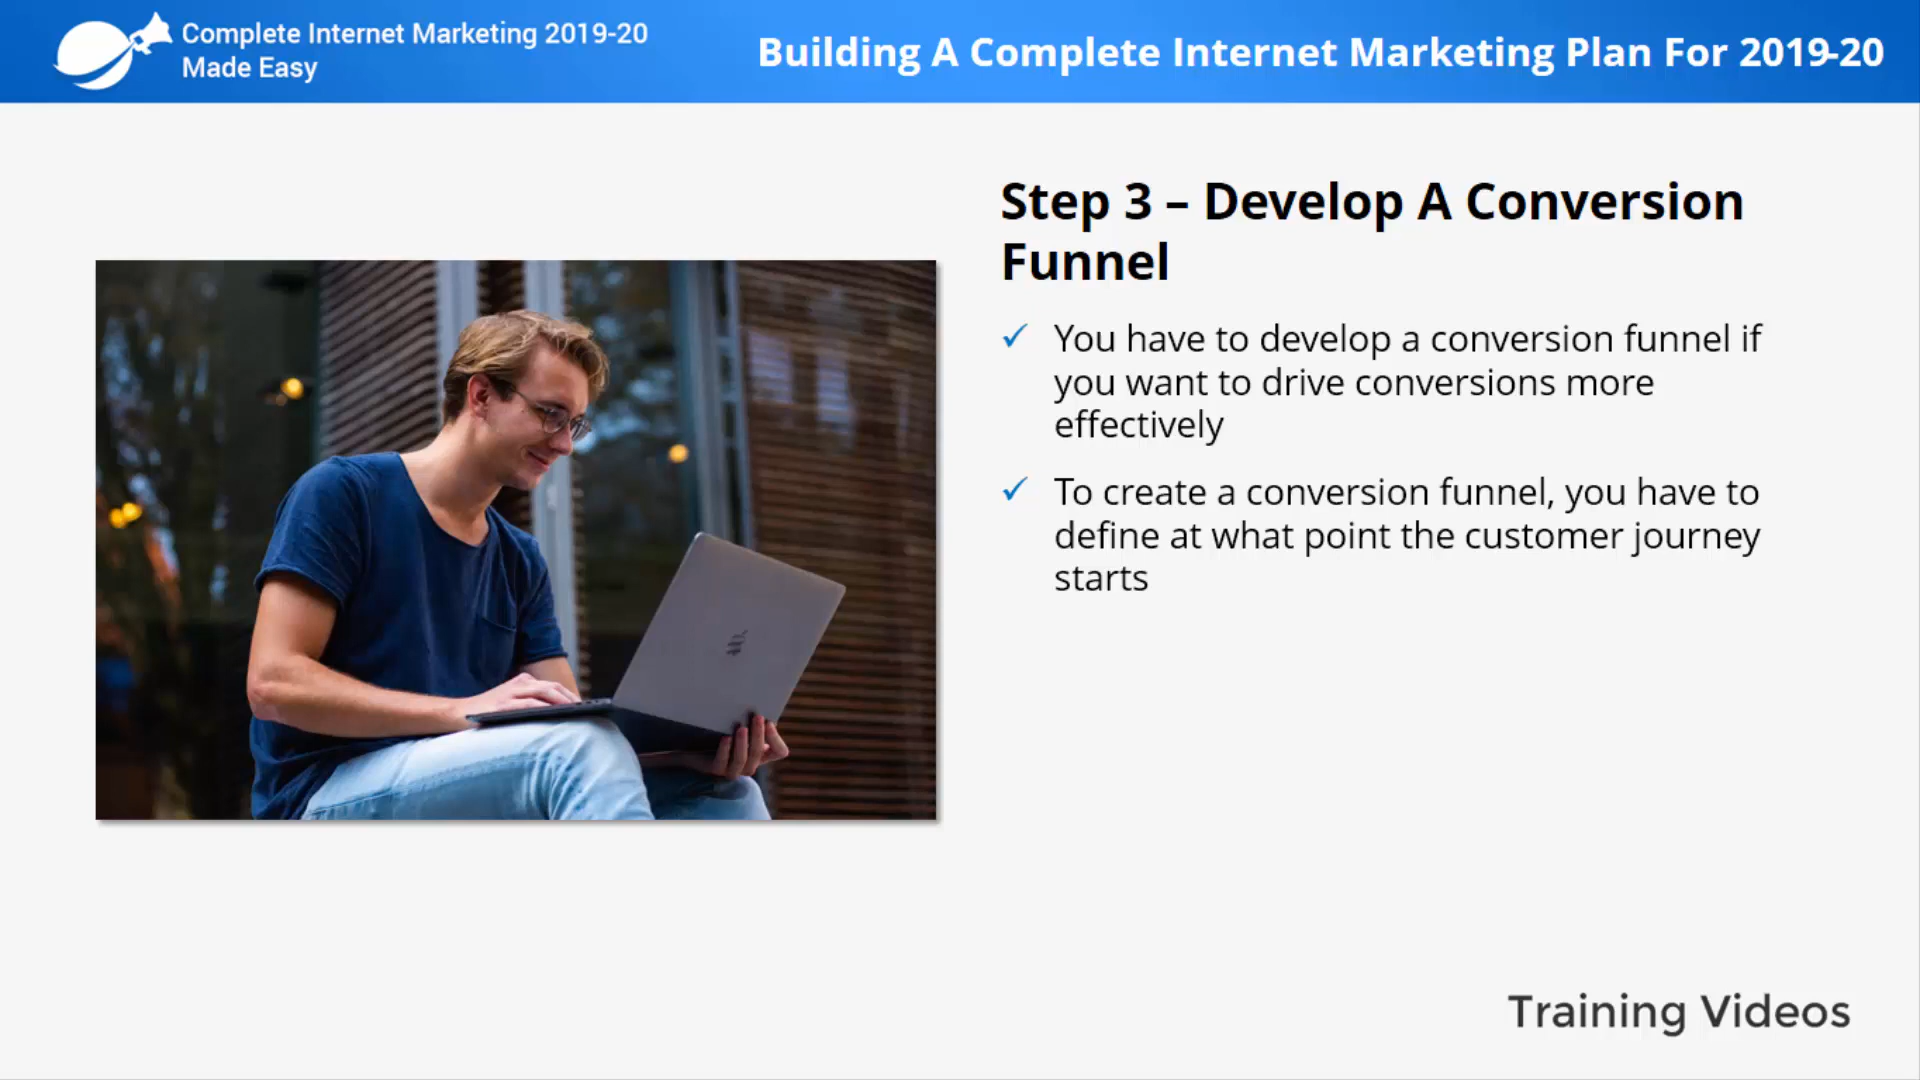 Complete Internet Marketing 2019-20
Made Easy
Building A Complete Internet Marketing Plan For 2019-20
Step 3 – Develop A Conversion
Funnel
✓ You have to develop a conversion funnel if
you want to drive conversions more
effectively
✓ To create a conversion funnel, you have to
define at what point the customer journey
starts
Training Videos